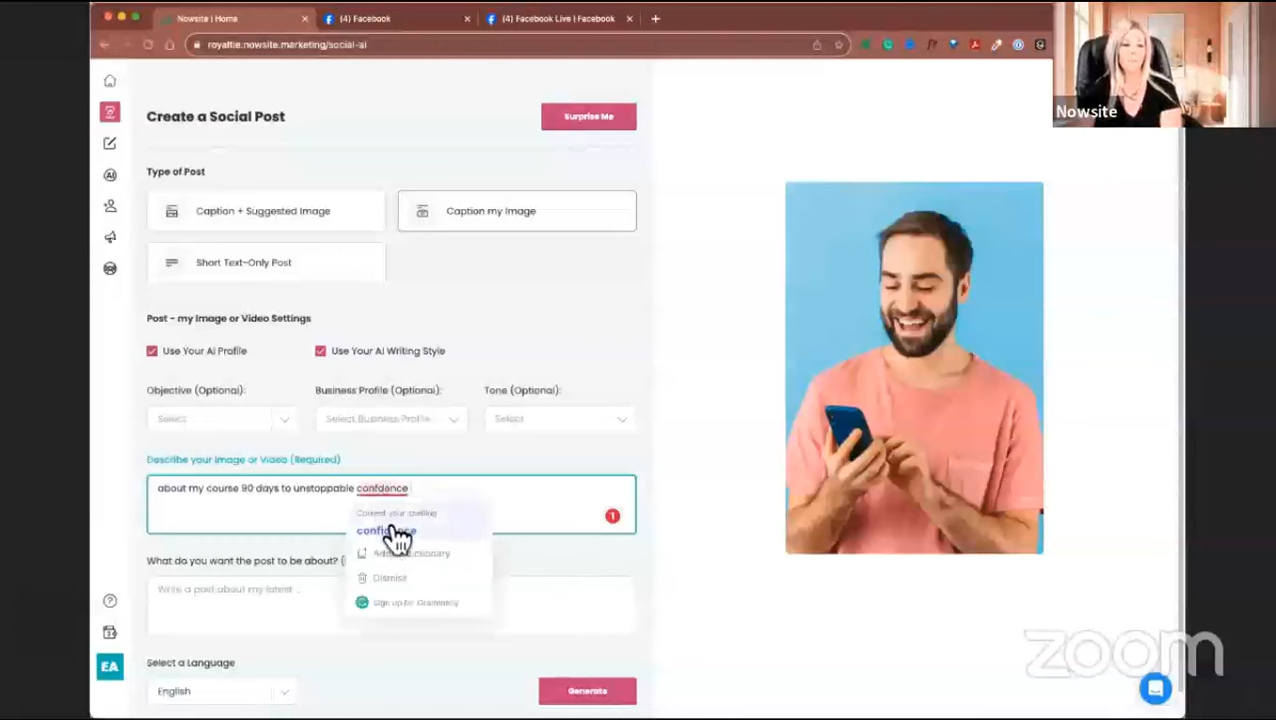 Nowsite | Home
(4) Facebook
(4) Facebook Live | Facebook
royaltie.nowsite.marketing/social-ai
Nowsite
Create a Social Post
Surprise Me
Type of Post
Caption + Suggested Image
Caption my Image
Short Text-Only Post
Post - my Image or Video Settings
Use Your AI Profile
Use Your AI Writing Style
Objective (Optional):
Business Profile (Optional):
Tone (Optional):
Select
Select Business Profile
Select
Describe your Image or Video (Required)
about my course 90 days to unstoppable confdence
Correct your spelling
1
What do you want the post to be about? (
Dismiss
Write a post about my latest ..
Sign up for Grammarly
Select a Language
English
Generate
EA
AI
zoom